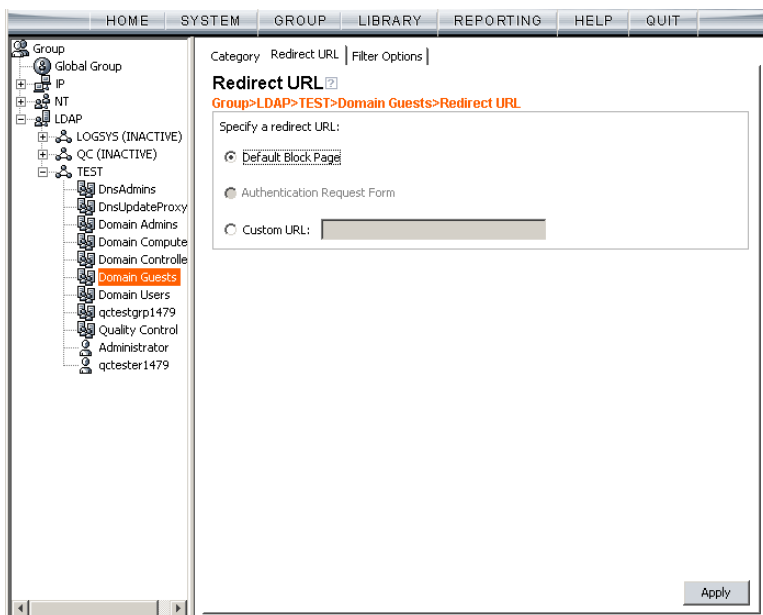 HOME SYSTEM GROUP LIBRARY REPORTING HELP QUIT
Group
Global Group
IP
NT
LDAP
LOGSYS (INACTIVE)
QC (INACTIVE)
TEST
DnsAdmins
DnsUpdateProxy
Domain Admins
Domain Compute
Domain Controlle
Domain Guests
Domain Users
qctestgrp1479
Quality Control
Administrator
qctester1479
Category Redirect URL Filter Options
Redirect URL ?
Group>LDAP>TEST>Domain Guests>Redirect URL
Specify a redirect URL:
Default Block Page
Authentication Request Form
Custom URL:
Apply